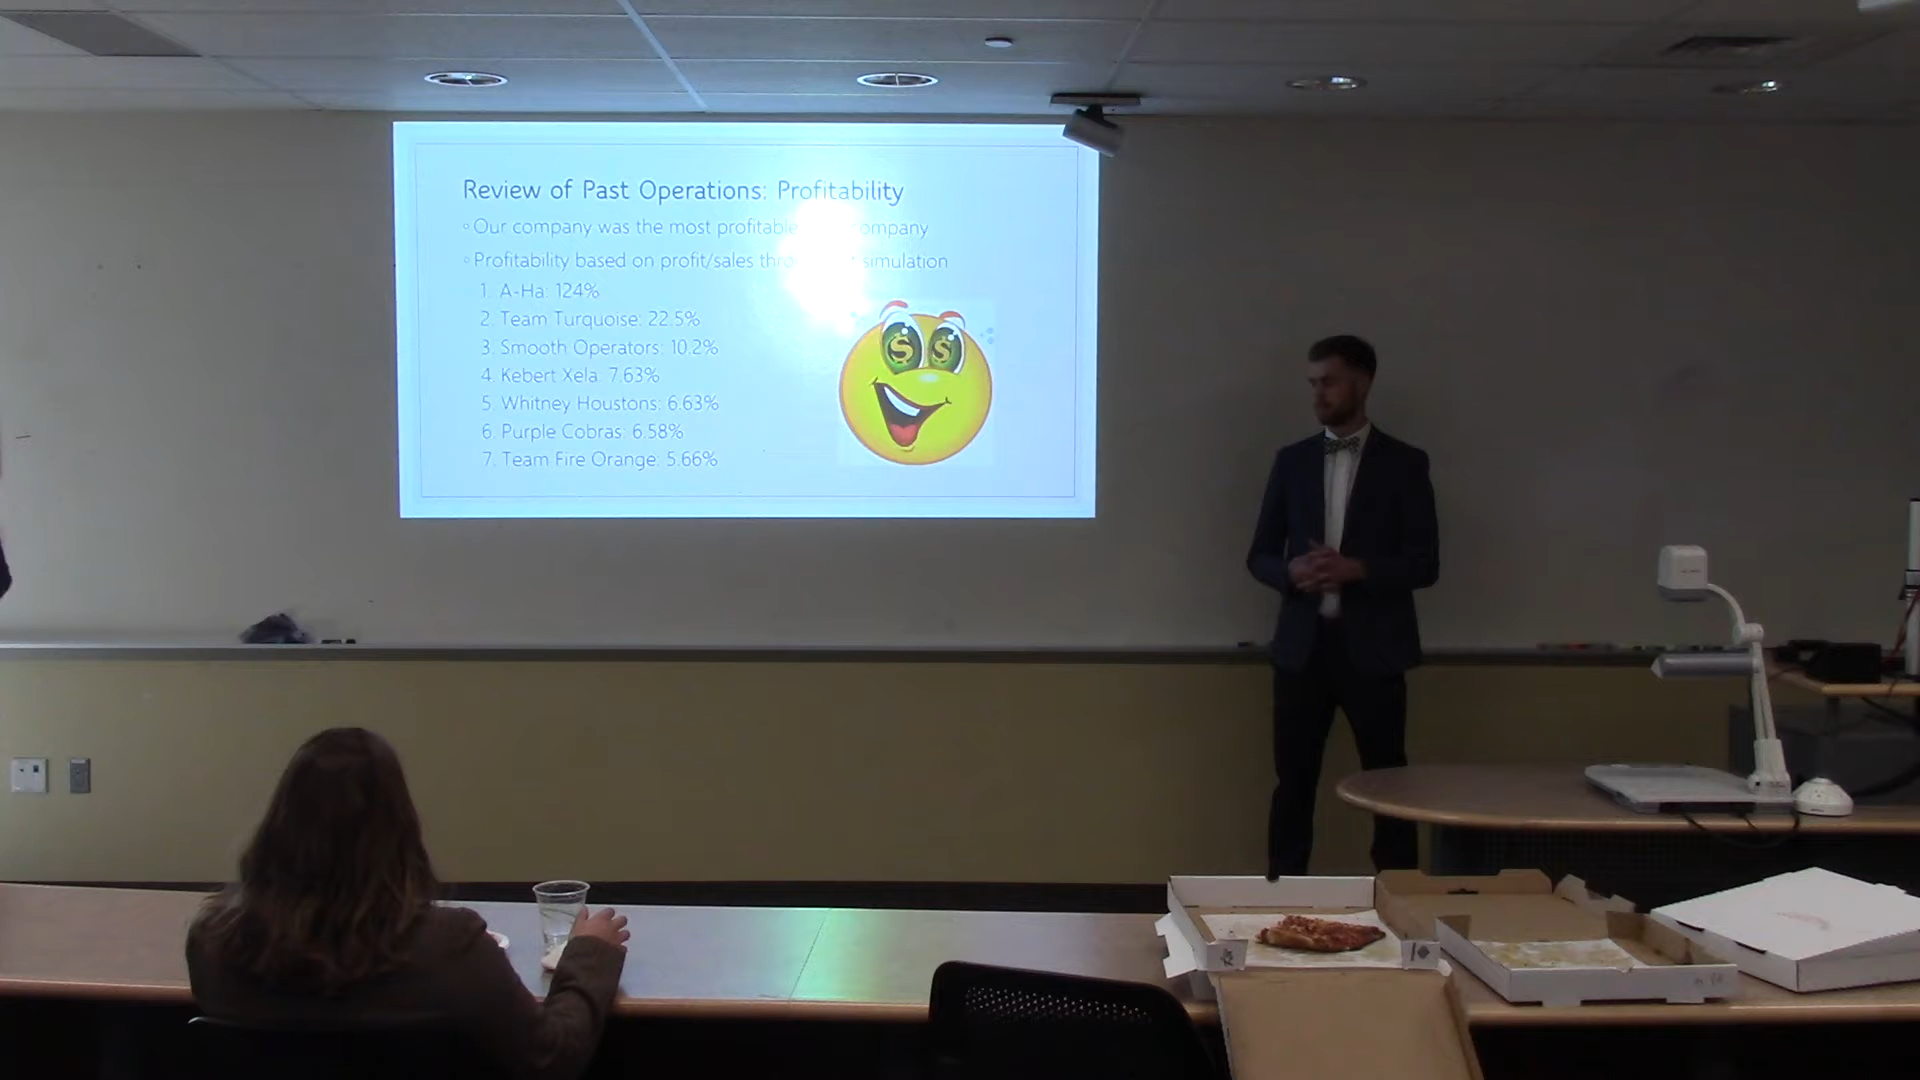 Review of Past Operations: Profitability
Our company was the most profitable company
Profitability based on profit/sales simulation
1. A-Ha: 124%
2. Team Turquoise: 22.5%
3. Smooth Operators: 10.2%
4. Kebert Xela: 7.63%
5. Whitney Houstons: 6.63%
6. Purple Cobras: 6.58%
7. Team Fire Orange: 5.66%
$ $